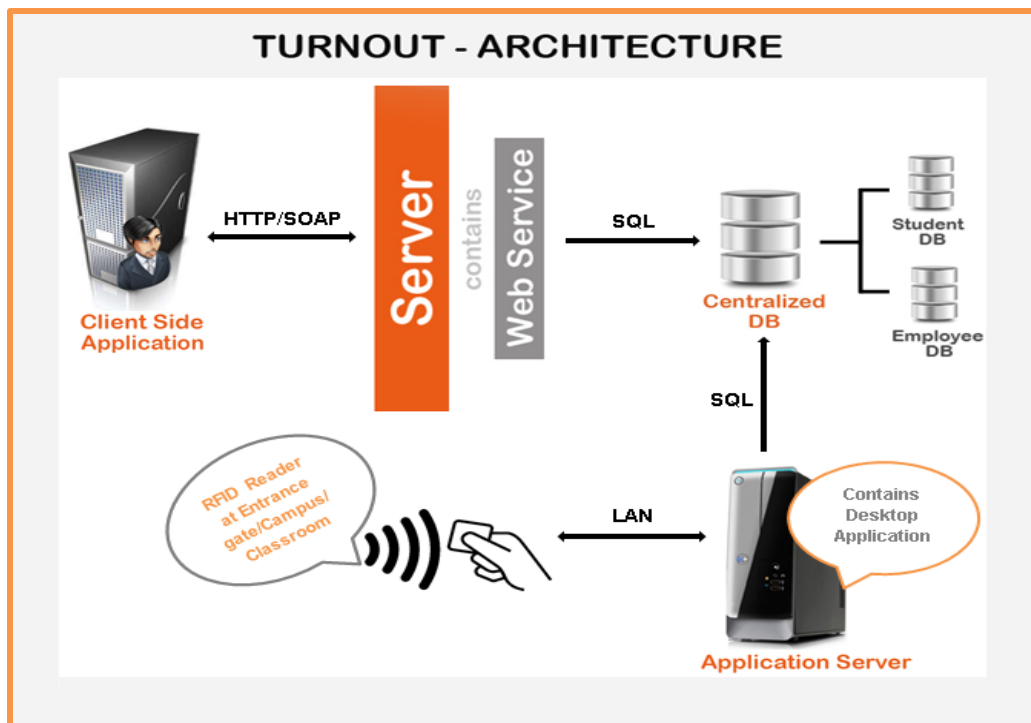 TURNOUT - ARCHITECTURE
Client Side
Application
HTTP/SOAP
Server
contains
Web Service
SQL
Centralized
DB
Student
DB
Employee
DB
SQL
RFID Reader
at Entrance
gate/Campus/
Classroom
LAN
Contains
Desktop
Application
Application Server